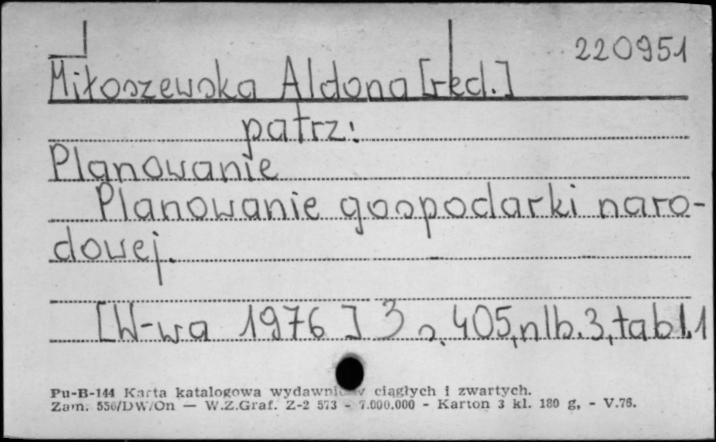 220951
Miłoszewska Aldona [red.]
patrz:
Planowanie
Planowanie gospodarki naro-
dowej.
[W-wa 1976] 3 s. 405, nlb. 3, tabl. 1
Pu-B-144 Karta katalogowa wydawnictw ciągłych i zwartych.
Zam. 556/DW/On — W.Z.Graf. Z-2 573 - 7.000.000 - Karton 3 kl. 180 g, - V.76.